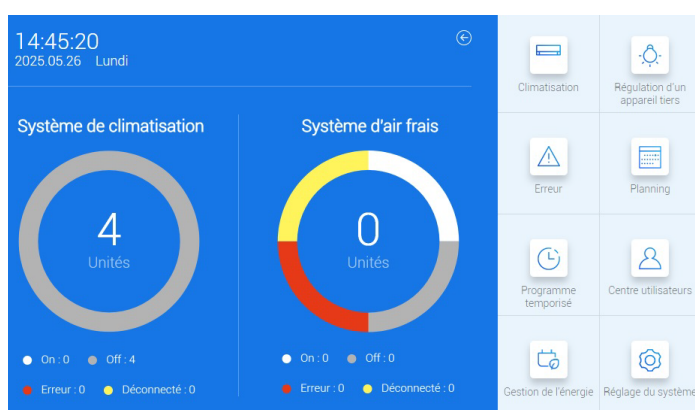 14:45:20
2025.05.26 Lundi
Système de climatisation
4
Unités
On : 0 Off : 4
Erreur : 0 Déconnecté : 0
Système d'air frais
0
Unités
On : 0 Off : 0
Erreur : 0 Déconnecté : 0
Climatisation
Régulation d'un
appareil tiers
Erreur
Planning
Programme
temporisé
Centre utilisateurs
Gestion de l'énergie
Réglage du système